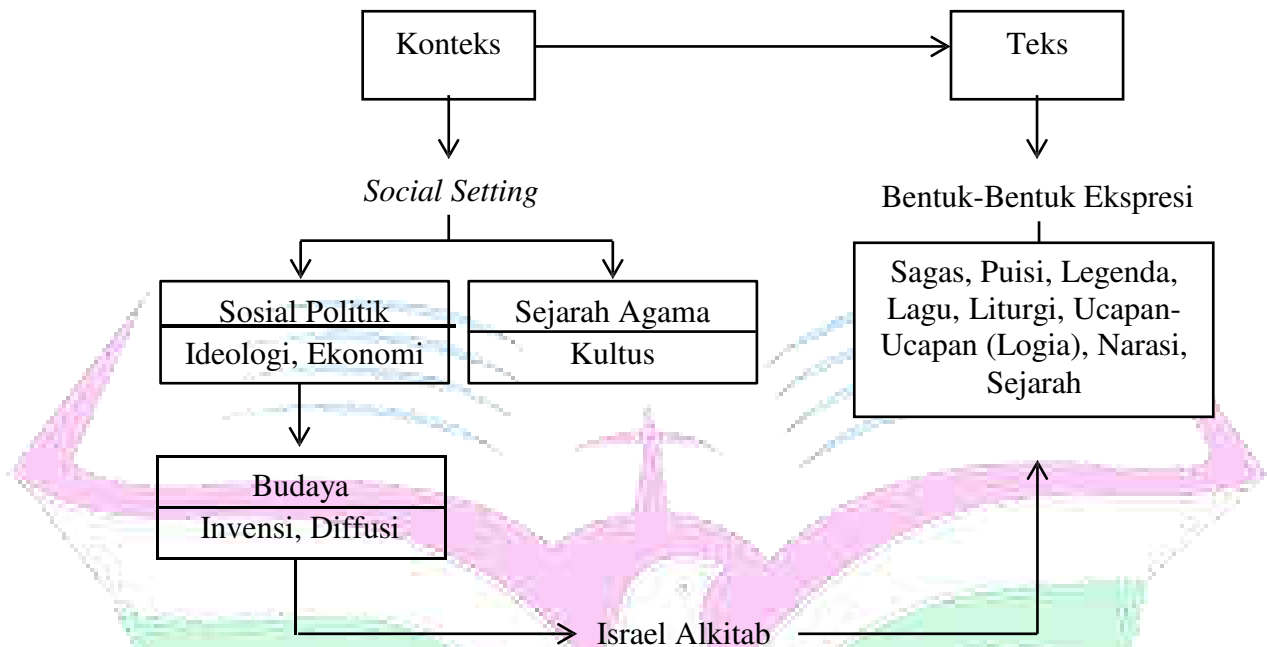 Konteks
Teks
Social Setting
Bentuk-Bentuk Ekspresi
Sosial Politik
Ideologi, Ekonomi
Sejarah Agama
Kultus
Sagas, Puisi, Legenda,
Lagu, Liturgi, Ucapan-
Ucapan (Logia), Narasi,
Sejarah
Budaya
Invensi, Diffusi
Israel Alkitab